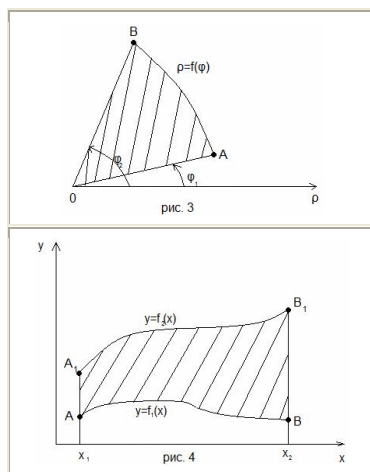 B
ρ=f(φ)
A
φ₂
φ₁
0
ρ
рис. 3
y
B₁
y=f₂(x)
A₁
A
y=f₁(x)
B
x₁
рис. 4
x₂
x